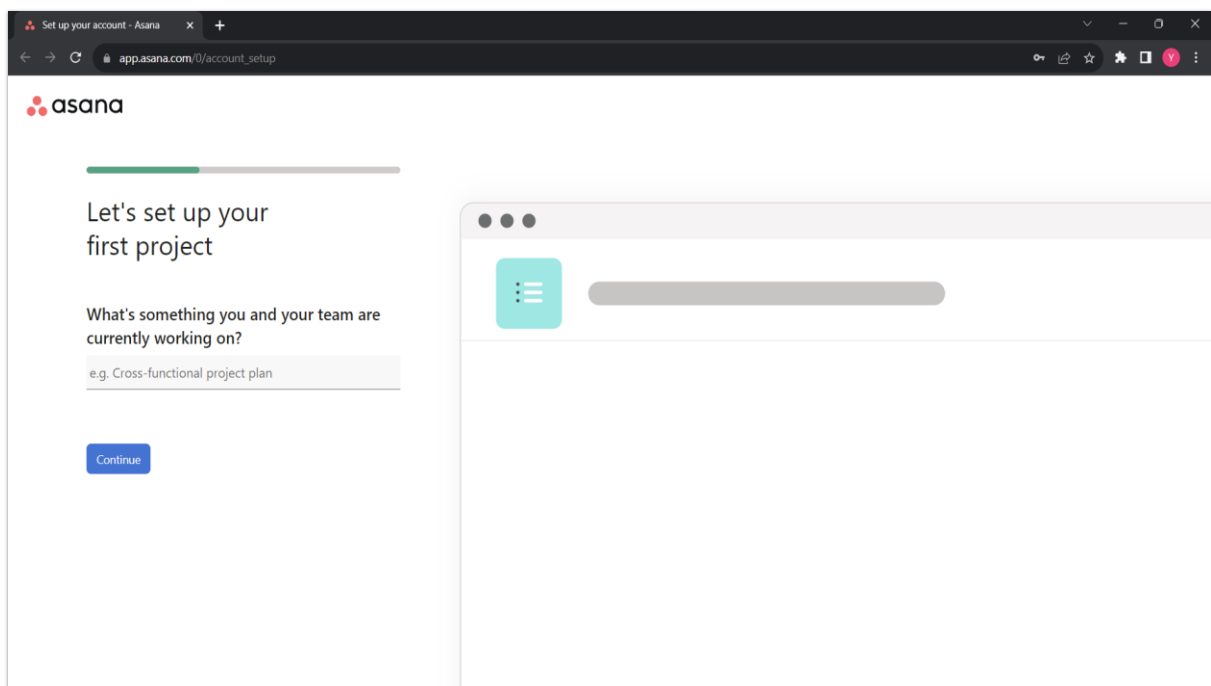 Set up your account - Asana
app.asana.com/0/account_setup
Y
asana
Let's set up your
first project
What's something you and your team are
currently working on?
e.g. Cross-functional project plan
Continue